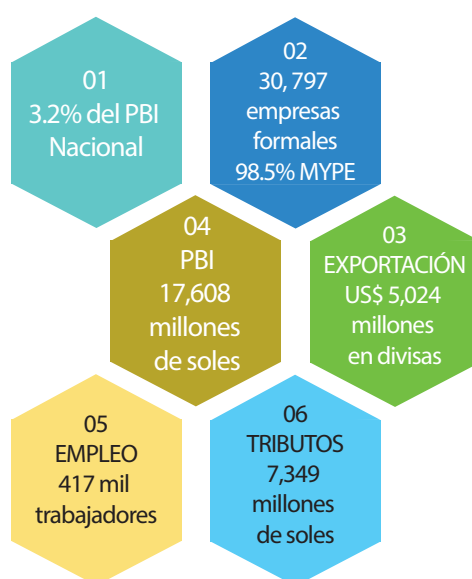 01
3.2% del PBI
Nacional
02
30, 797
empresas
formales
98.5% MYPE
03
EXPORTACIÓN
US$ 5,024
millones
en divisas
04
PBI
17,608
millones
de soles
05
EMPLEO
417 mil
trabajadores
06
TRIBUTOS
7,349
millones
de soles